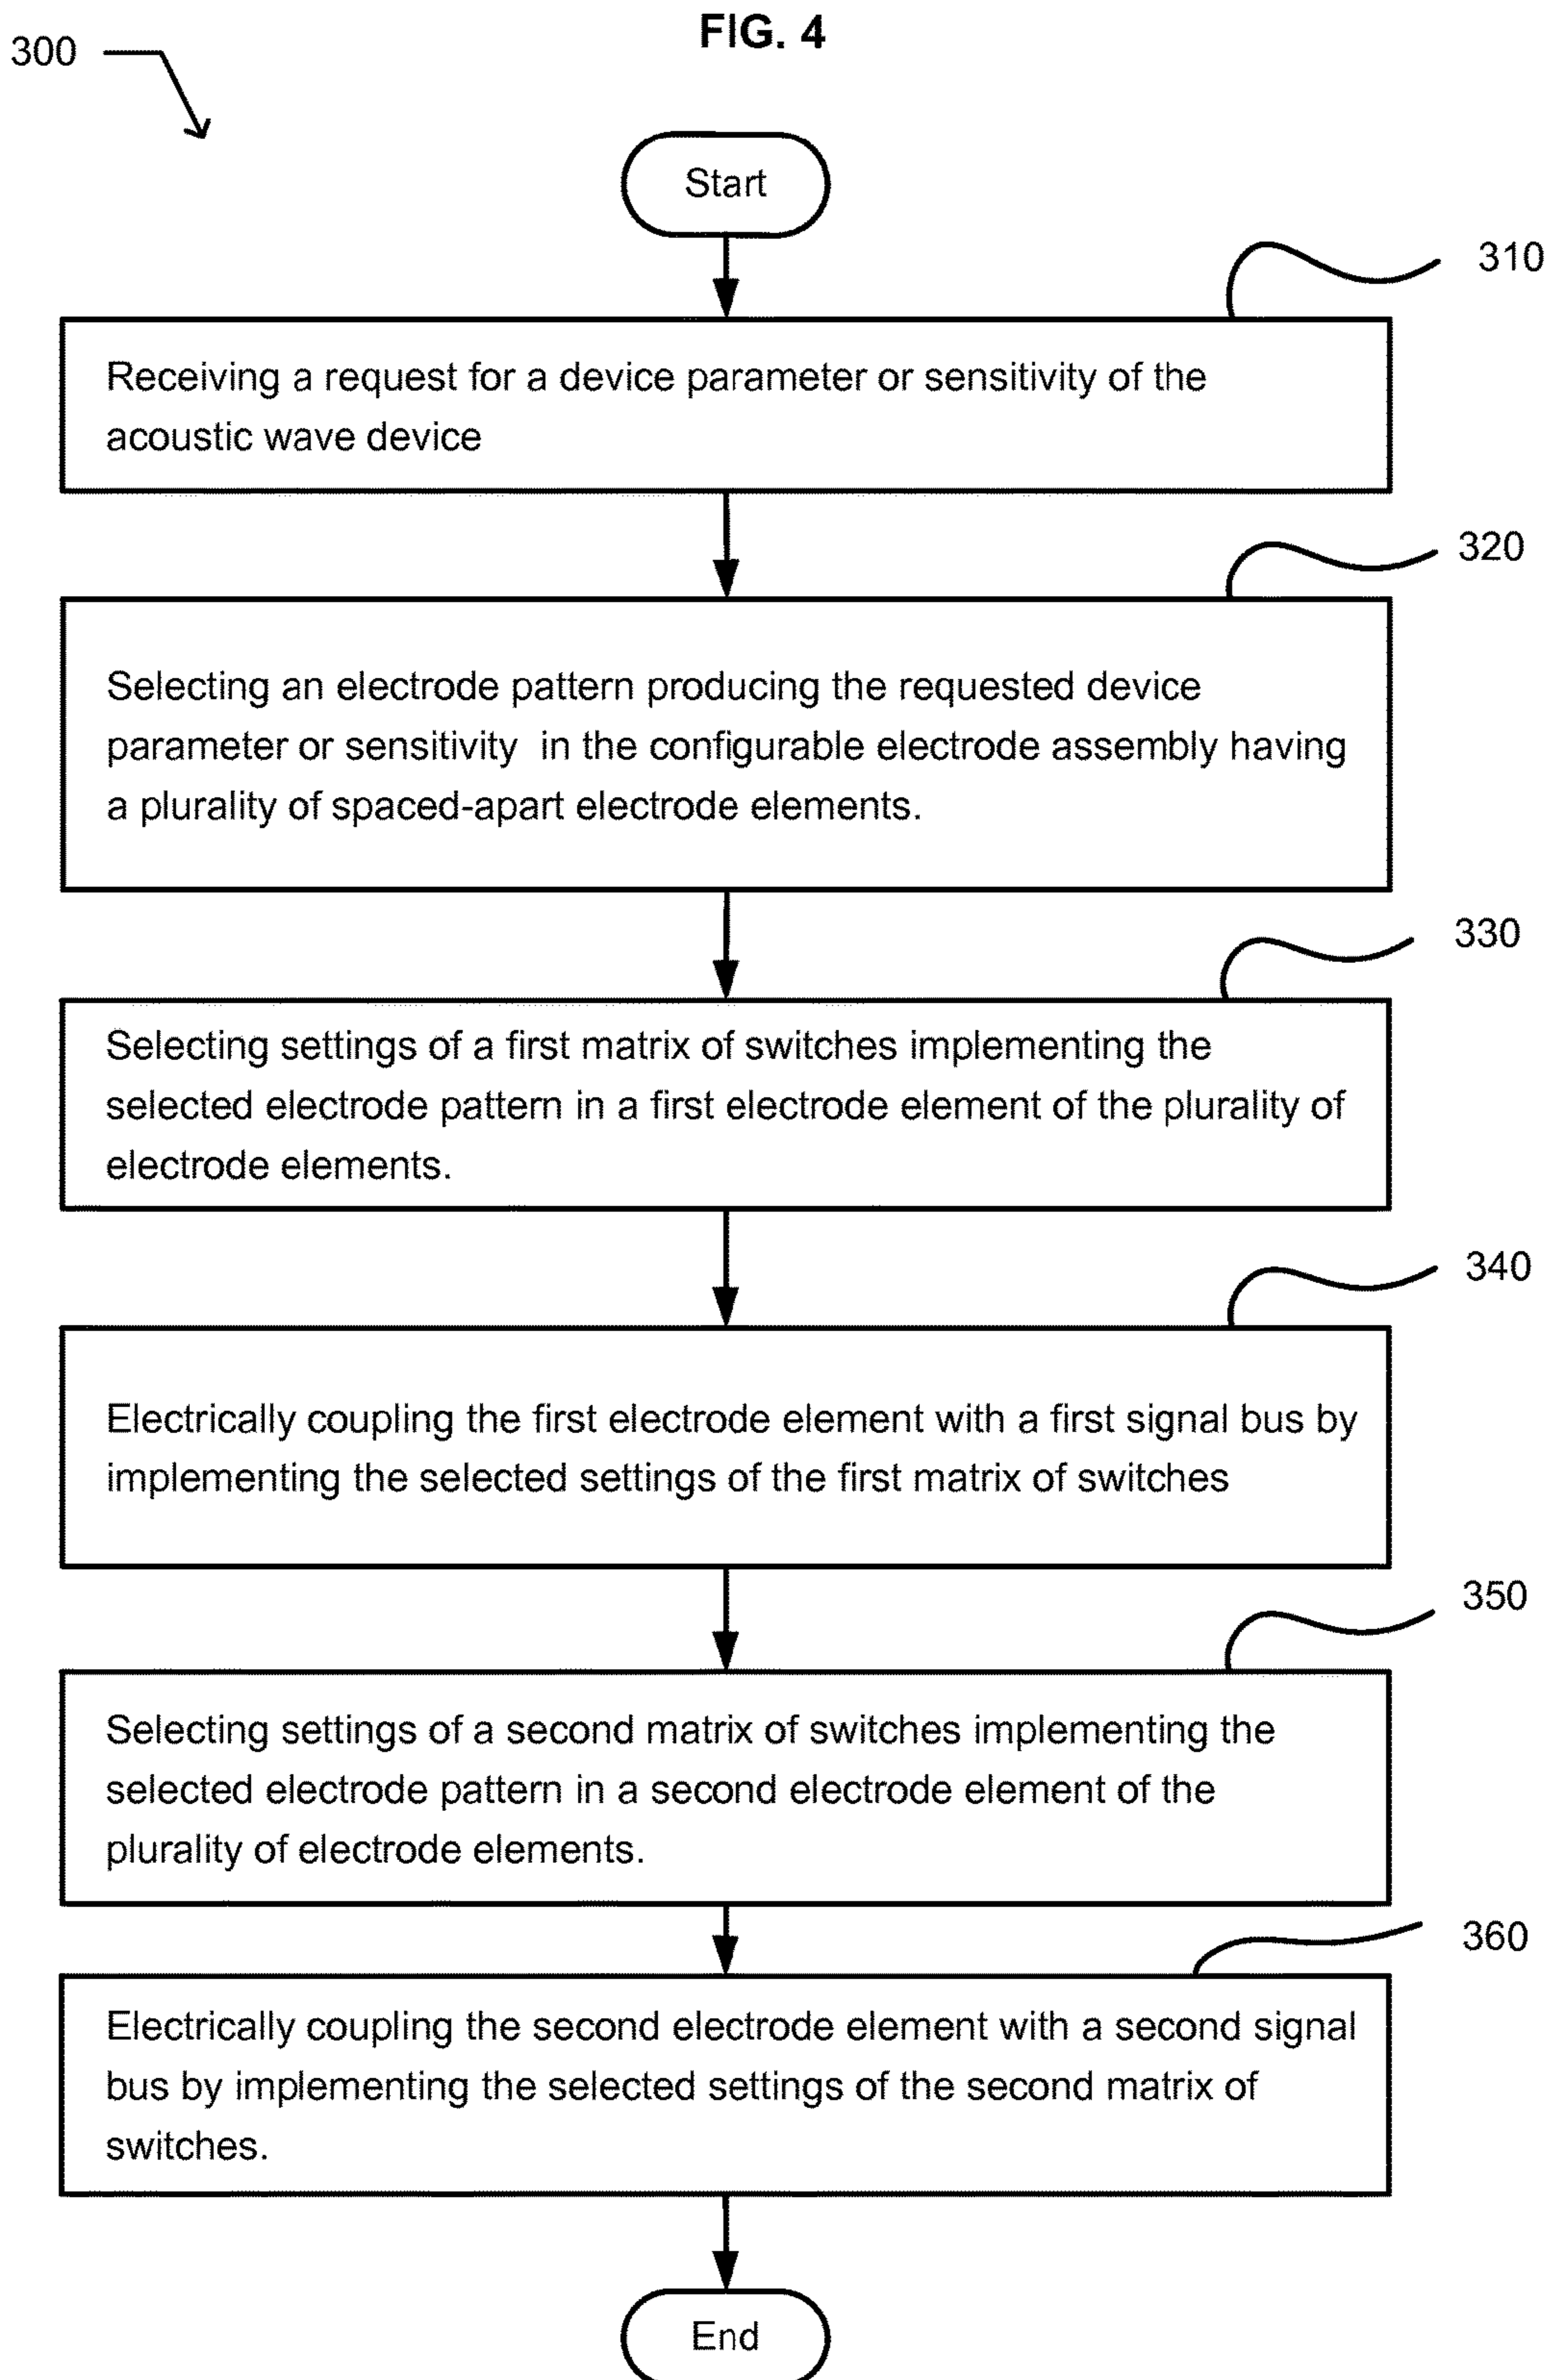 FIG. 4
300
Start
310
Receiving a request for a device parameter or sensitivity of the
acoustic wave device
320
Selecting an electrode pattern producing the requested device
parameter or sensitivity in the configurable electrode assembly having
a plurality of spaced-apart electrode elements.
330
Selecting settings of a first matrix of switches implementing the
selected electrode pattern in a first electrode element of the plurality of
electrode elements.
340
Electrically coupling the first electrode element with a first signal bus by
implementing the selected settings of the first matrix of switches
350
Selecting settings of a second matrix of switches implementing the
selected electrode pattern in a second electrode element of the
plurality of electrode elements.
360
Electrically coupling the second electrode element with a second signal
bus by implementing the selected settings of the second matrix of
switches.
End